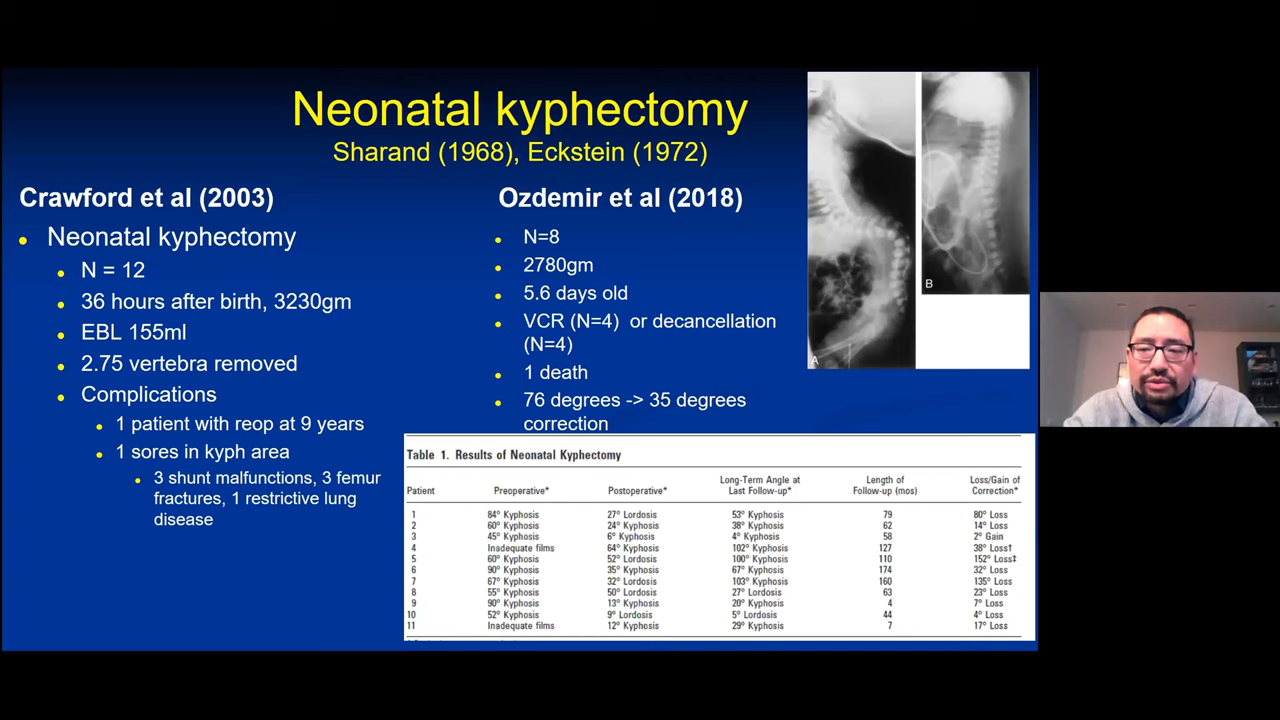 Neonatal kyphectomy
Sharand (1968), Eckstein (1972)
Crawford et al (2003)
Neonatal kyphectomy
N = 12
36 hours after birth, 3230gm
EBL 155ml
2.75 vertebra removed
Complications
1 patient with reop at 9 years
1 sores in kyph area
3 shunt malfunctions, 3 femur
fractures, 1 restrictive lung
disease
Ozdemir et al (2018)
N=8
2780gm
5.6 days old
VCR (N=4) or decancellation
(N=4)
1 death
76 degrees -> 35 degrees
correction
A
B
Table 1. Results of Neonatal Kyphectomy
Patient Preoperative* Postoperative* Long-Term Angle at Last Follow-up* Length of Follow-up (mos) Loss/Gain of Correction*
1 84° Kyphosis 27° Lordosis 53° Kyphosis 79 80° Loss
2 60° Kyphosis 24° Kyphosis 38° Kyphosis 62 14° Loss
3 45° Kyphosis 6° Kyphosis 4° Kyphosis 58 2° Gain
4 Inadequate films 64° Kyphosis 102° Kyphosis 127 38° Loss†
5 60° Kyphosis 52° Lordosis 100° Kyphosis 110 152° Loss‡
6 90° Kyphosis 35° Kyphosis 67° Kyphosis 174 32° Loss
7 67° Kyphosis 32° Lordosis 103° Kyphosis 160 135° Loss
8 55° Kyphosis 50° Lordosis 27° Lordosis 63 23° Loss
9 90° Kyphosis 13° Kyphosis 20° Kyphosis 4 7° Loss
10 52° Kyphosis 9° Lordosis 5° Lordosis 44 4° Loss
11 Inadequate films 12° Kyphosis 29° Kyphosis 7 17° Loss